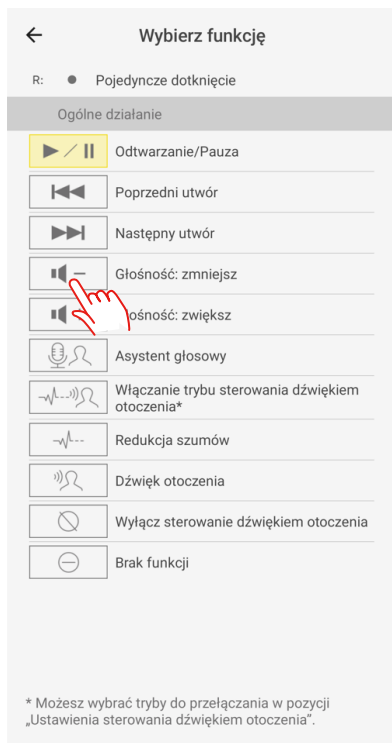 Wybierz funkcję
R: ● Pojedyncze dotknięcie
Ogólne działanie
Odtwarzanie/Pauza
Poprzedni utwór
Następny utwór
Głośność: zmniejsz
zwiększ
Asystent głosowy
Włączanie trybu sterowania dźwiękiem
otoczenia*
Redukcja szumów
Dźwięk otoczenia
Wyłącz sterowanie dźwiękiem otoczenia
Brak funkcji
* Możesz wybrać tryby do przełączania w pozycji
„Ustawienia sterowania dźwiękiem otoczenia”.